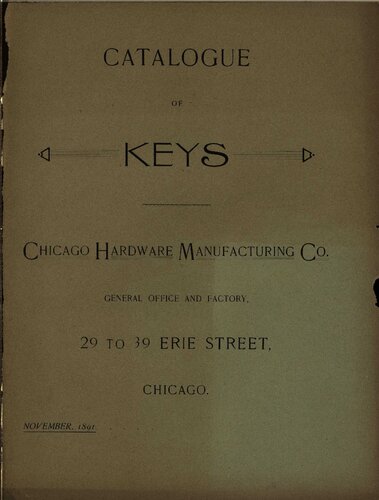 CATALOGUE
OF
KEYS
CHICAGO HARDWARE MANUFACTURING CO.
GENERAL OFFICE AND FACTORY,
29 TO 39 ERIE STREET,
CHICAGO.
NOVEMBER, 1891